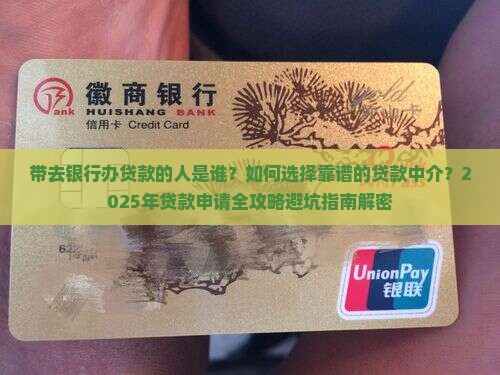 徽商银行
HUISHANG BANK
信用卡 Credit Card
带去银行办贷款的人是谁？如何选择靠谱的贷款中介？2
025年贷款申请全攻略避坑指南解密
UnionPay
银联